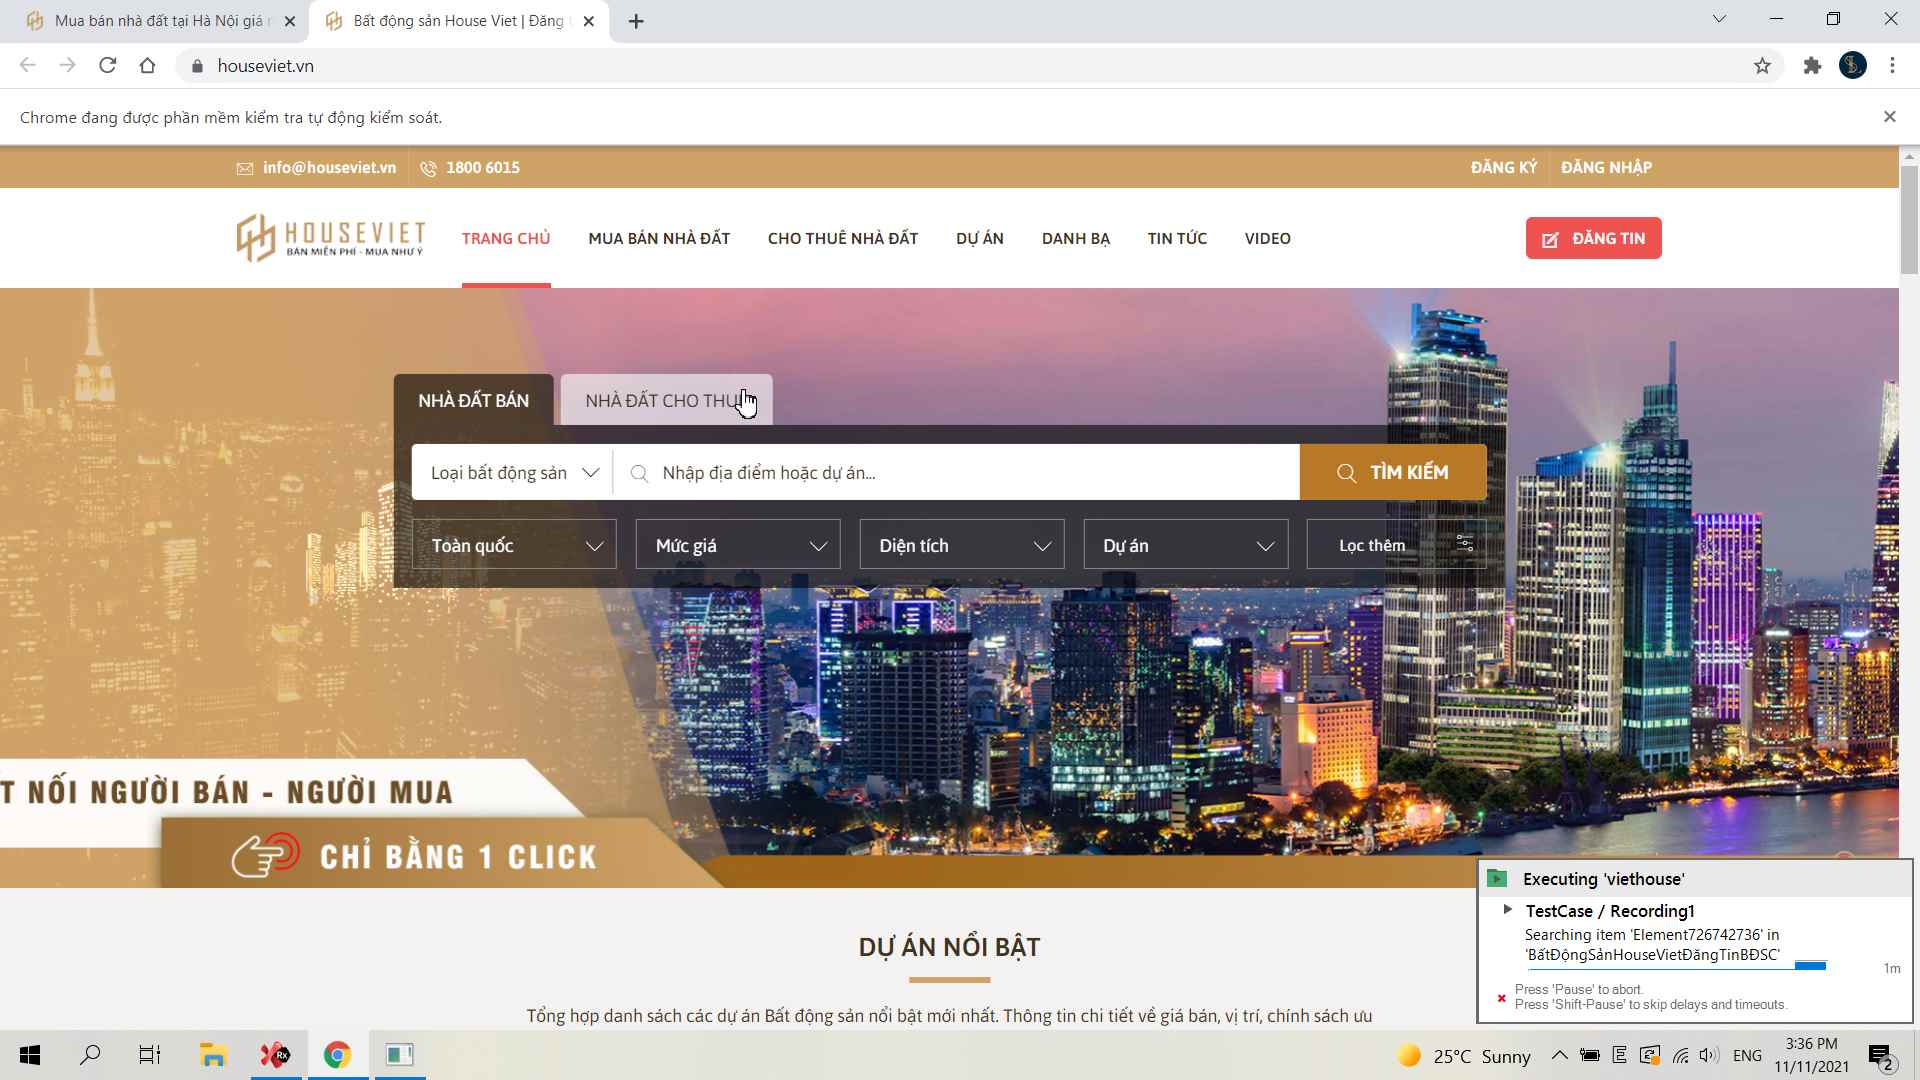 Mua bán nhà đất tại Hà Nội giá
Bất động sản House Viet | Đăng
houseviet.vn
Chrome đang được phần mềm kiểm tra tự động kiểm soát.
info@houseviet.vn
1800 6015
ĐĂNG KÝ
ĐĂNG NHẬP
HOUSEVIET
BÁN MIỄN PHÍ - MUA NHƯ Ý
TRANG CHỦ
MUA BÁN NHÀ ĐẤT
CHO THUÊ NHÀ ĐẤT
DỰ ÁN
DANH BẠ
TIN TỨC
VIDEO
ĐĂNG TIN
NHÀ ĐẤT BÁN
NHÀ ĐẤT CHO THU
Loại bất động sản
Nhập địa điểm hoặc dự án...
TÌM KIẾM
Toàn quốc
Mức giá
Diện tích
Dự án
Lọc thêm
T NỐI NGƯỜI BÁN - NGƯỜI MUA
CHỈ BẰNG 1 CLICK
DỰ ÁN NỔI BẬT
Tổng hợp danh sách các dự án Bất động sản nổi bật mới nhất. Thông tin chi tiết về giá bán, vị trí, chính sách ưu
Executing 'viethouse'
TestCase / Recording1
Searching item 'Element726742736' in
'BấtĐộngSảnHouseVietĐăngTinBĐSC'
1m
Press 'Pause' to abort.
Press 'Shift-Pause' to skip delays and timeouts.
Rx
25°C Sunny
ENG
3:36 PM
11/11/2021
2